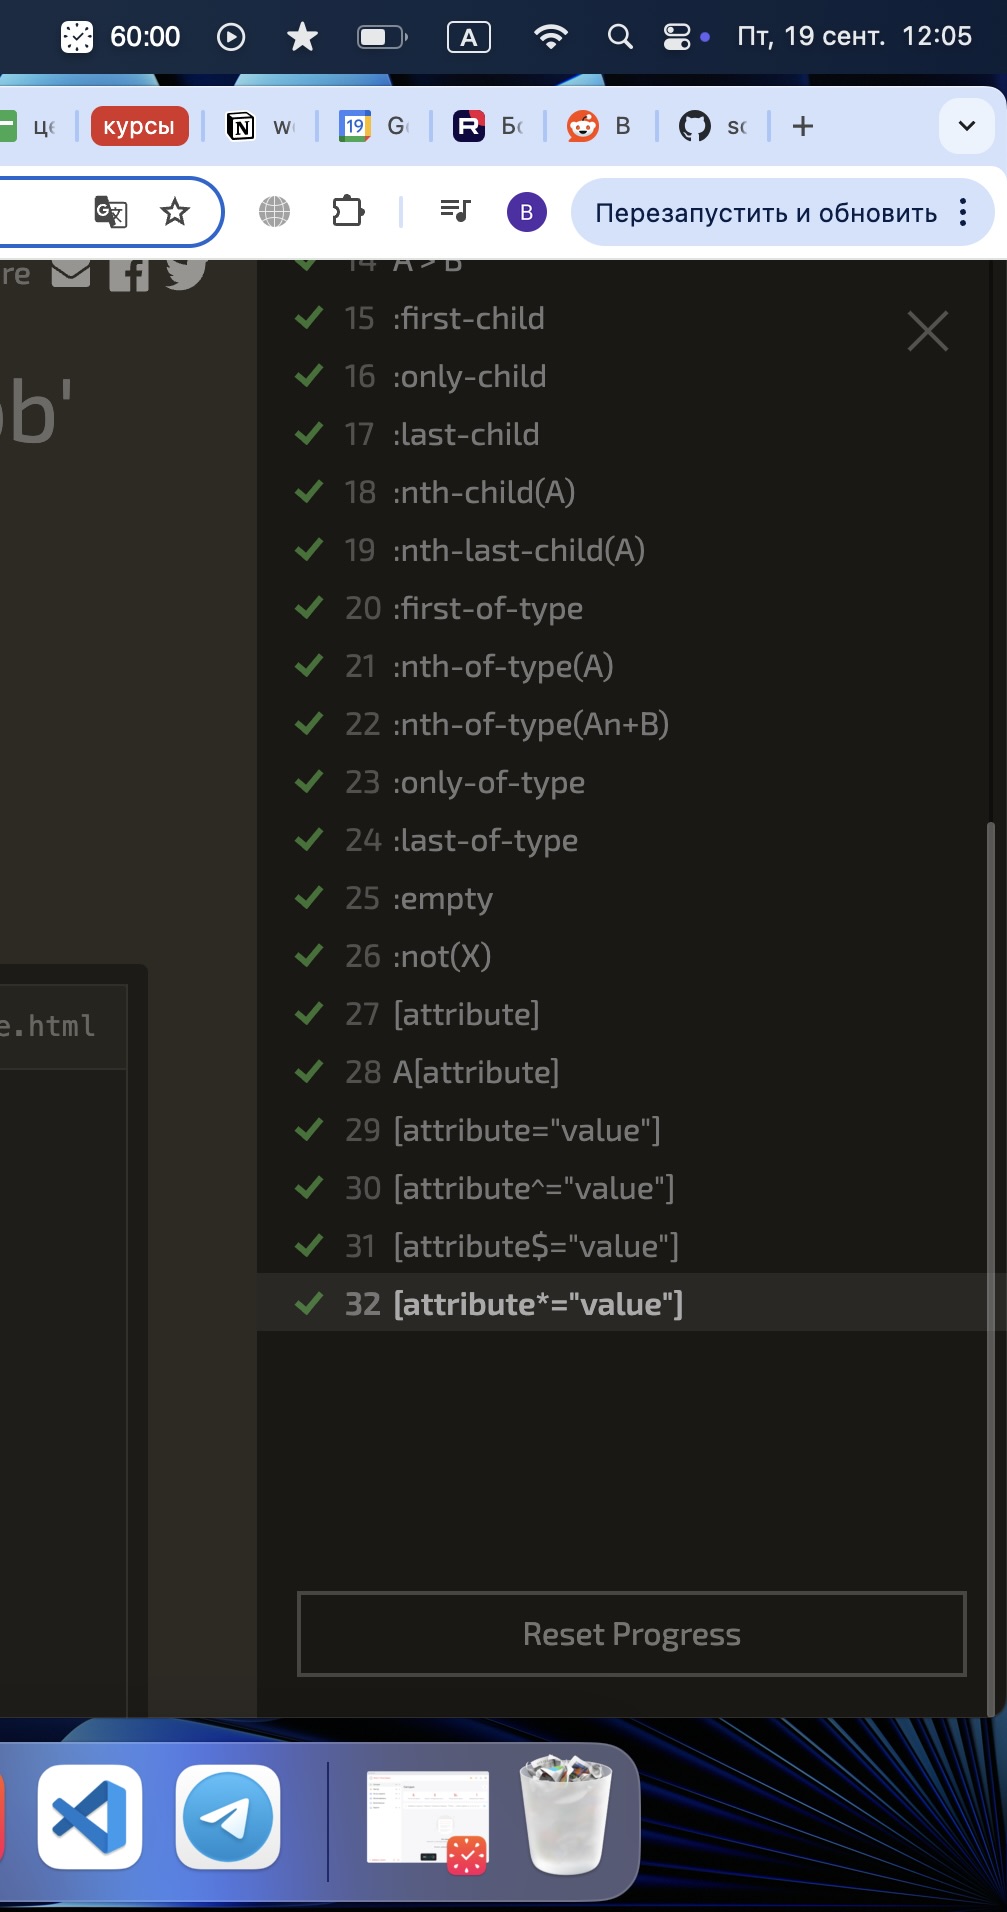 60:00 A Пт, 19 сент. 12:05
курсы 19 B
B Перезапустить и обновить
re 14 A > B
15 :first-child
16 :only-child
ob'
17 :last-child
18 :nth-child(A)
19 :nth-last-child(A)
20 :first-of-type
21 :nth-of-type(A)
22 :nth-of-type(An+B)
23 :only-of-type
24 :last-of-type
25 :empty
26 :not(X)
e.html
27 [attribute]
28 A[attribute]
29 [attribute="value"]
30 [attribute^="value"]
31 [attribute$="value"]
32 [attribute*="value"]
Reset Progress